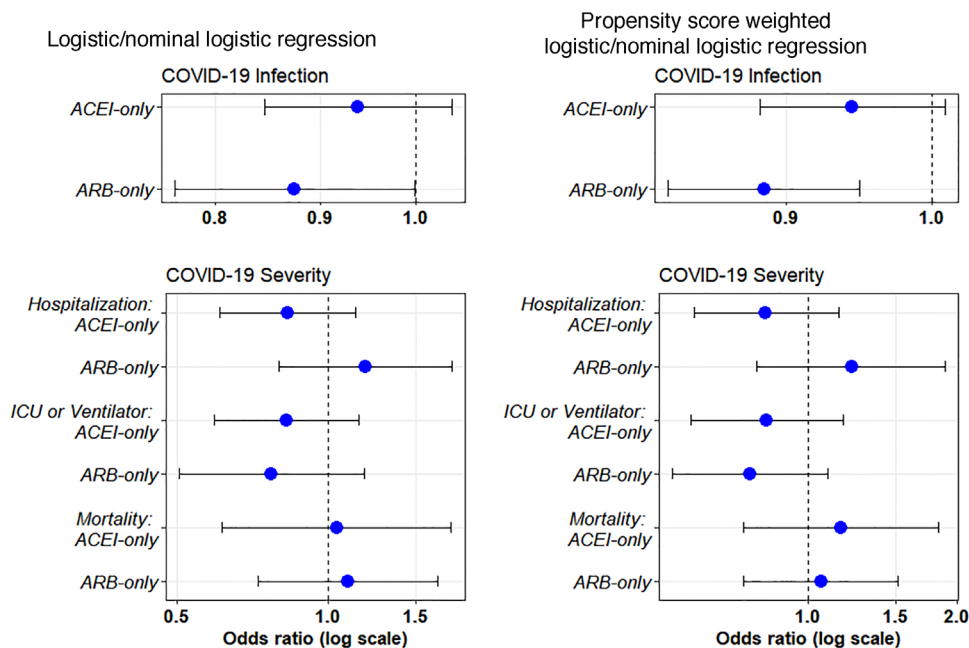 Logistic/nominal logistic regression
COVID-19 Infection
ACEI-only
ARB-only
0.8 0.9 1.0
COVID-19 Severity
Hospitalization:
ACEI-only
ARB-only
ICU or Ventilator:
ACEI-only
ARB-only
Mortality:
ACEI-only
ARB-only
0.5 1.0 1.5
Odds ratio (log scale)
Propensity score weighted
logistic/nominal logistic regression
COVID-19 Infection
ACEI-only
ARB-only
0.9 1.0
COVID-19 Severity
Hospitalization:
ACEI-only
ARB-only
ICU or Ventilator:
ACEI-only
ARB-only
Mortality:
ACEI-only
ARB-only
1.0 1.5 2.0
Odds ratio (log scale)